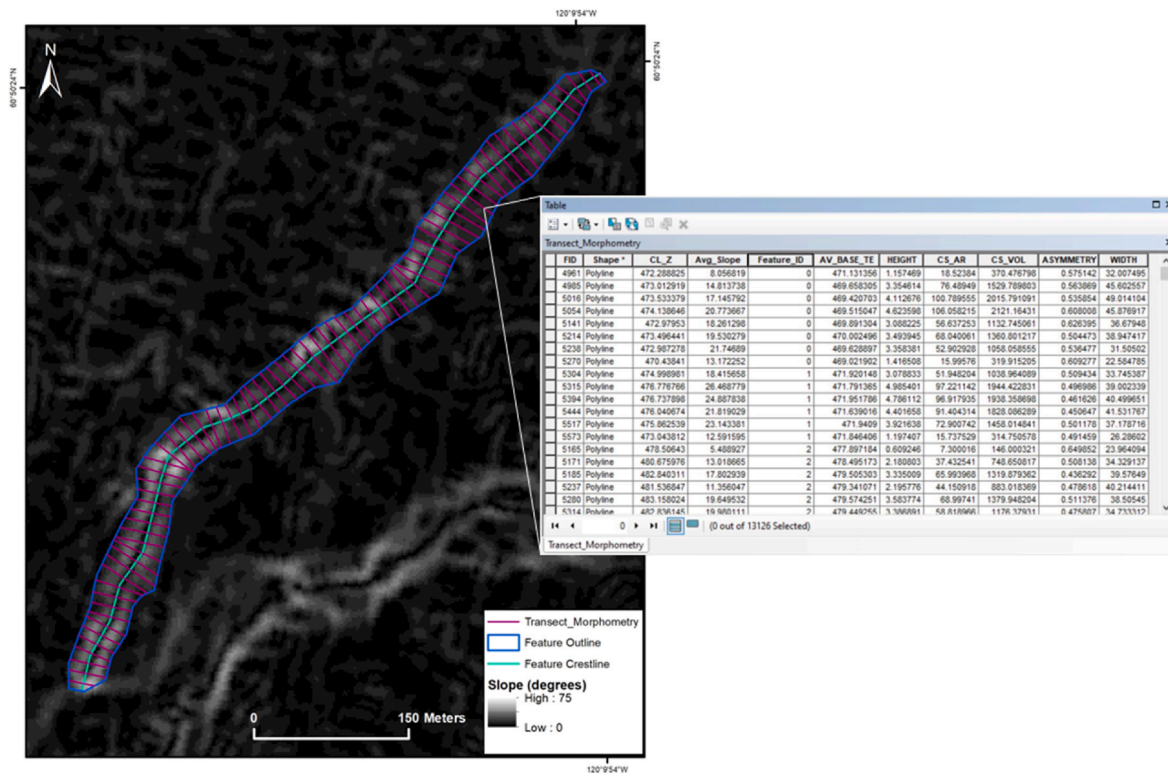 120°9'54"W
N
60°50'24"N
60°50'24"N
Table
Transect_Morphometry
FID Shape * CL_Z Avg_Slope Feature_ID AV_BASE_TE HEIGHT CS_AR CS_VOL ASYMMETRY WIDTH
4961 Polyline 472.288825 8.056819 0 471.131356 1.157469 18.52384 370.476798 0.575142 32.007495
4985 Polyline 473.012919 14.813738 0 469.658305 3.354614 76.48949 1529.789803 0.563869 45.602557
5016 Polyline 473.533379 17.145792 0 469.420703 4.112676 100.789555 2015.791091 0.535854 49.014104
5054 Polyline 474.138646 20.773667 0 469.515047 4.623598 106.058215 2121.16431 0.608008 45.876917
5141 Polyline 472.97953 18.261298 0 469.891304 3.088225 56.637253 1132.745061 0.626395 36.67948
5214 Polyline 473.496441 19.530279 0 470.002496 3.493945 68.040061 1360.801217 0.504473 38.947417
5238 Polyline 472.987278 21.74689 0 469.628897 3.358381 52.902928 1058.058555 0.536477 31.50502
5270 Polyline 470.43841 13.172252 0 469.021902 1.416508 15.99576 319.915205 0.609277 22.584785
5304 Polyline 474.998981 18.415658 1 471.920148 3.078833 51.948204 1038.964089 0.509434 33.745387
5315 Polyline 476.776766 26.468779 1 471.791365 4.985401 97.221142 1944.422831 0.496986 39.002339
5394 Polyline 476.737898 24.887838 1 471.951786 4.786112 96.917935 1938.358698 0.461626 40.499651
5444 Polyline 476.040674 21.819029 1 471.639016 4.401658 91.404314 1828.086289 0.450647 41.531767
5517 Polyline 475.862539 23.143381 1 471.9409 3.921638 72.900742 1458.014841 0.501178 37.178716
5573 Polyline 473.043812 12.591595 1 471.846406 1.197407 15.737529 314.750578 0.491459 26.28602
5165 Polyline 478.50643 5.488927 2 477.897184 0.609246 7.300016 146.000321 0.649852 23.964094
5171 Polyline 480.675976 13.018665 2 478.495173 2.180803 37.432541 748.650817 0.508138 34.329137
5185 Polyline 482.840311 17.802939 2 479.505303 3.335009 65.993968 1319.879362 0.436292 39.57649
5237 Polyline 481.536847 11.356047 2 479.341071 2.195776 44.150918 883.018369 0.478618 40.214411
5280 Polyline 483.158024 19.649532 2 479.574251 3.583774 68.99741 1379.948204 0.511376 38.50545
5314 Polyline 482.836145 19.980111 2 479.449255 3.386891 58.818966 1176.37931 0.475807 34.733312
0 (0 out of 13126 Selected)
Transect_Morphometry
Transect_Morphometry
Feature Outline
Feature Crestline
Slope (degrees)
High : 75
Low : 0
0 150 Meters
120°9'54"W